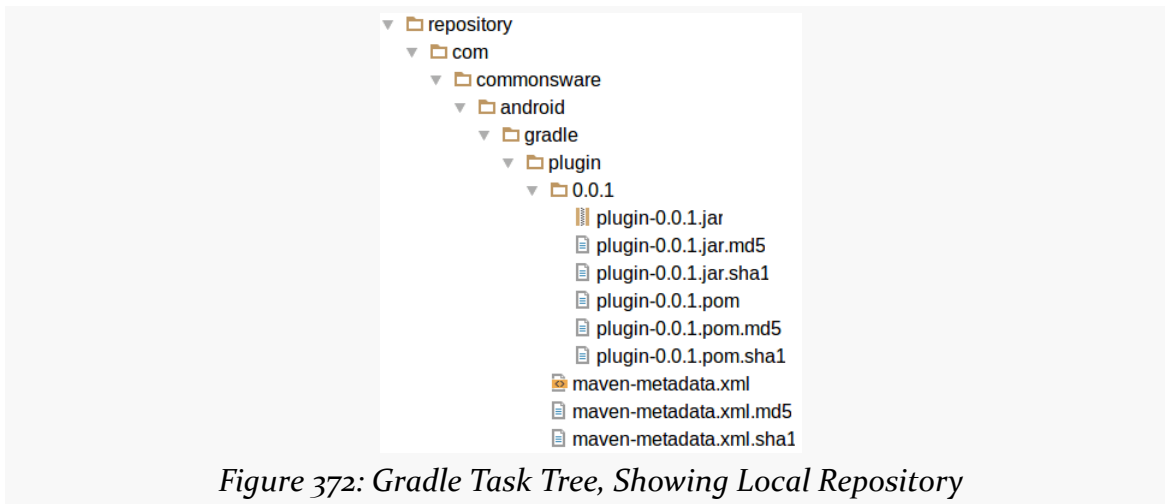 repository
com
commonsware
android
gradle
plugin
0.0.1
plugin-0.0.1.jar
plugin-0.0.1.jar.md5
plugin-0.0.1.jar.sha1
plugin-0.0.1.pom
plugin-0.0.1.pom.md5
plugin-0.0.1.pom.sha1
maven-metadata.xml
maven-metadata.xml.md5
maven-metadata.xml.sha1
Figure 372: Gradle Task Tree, Showing Local Repository